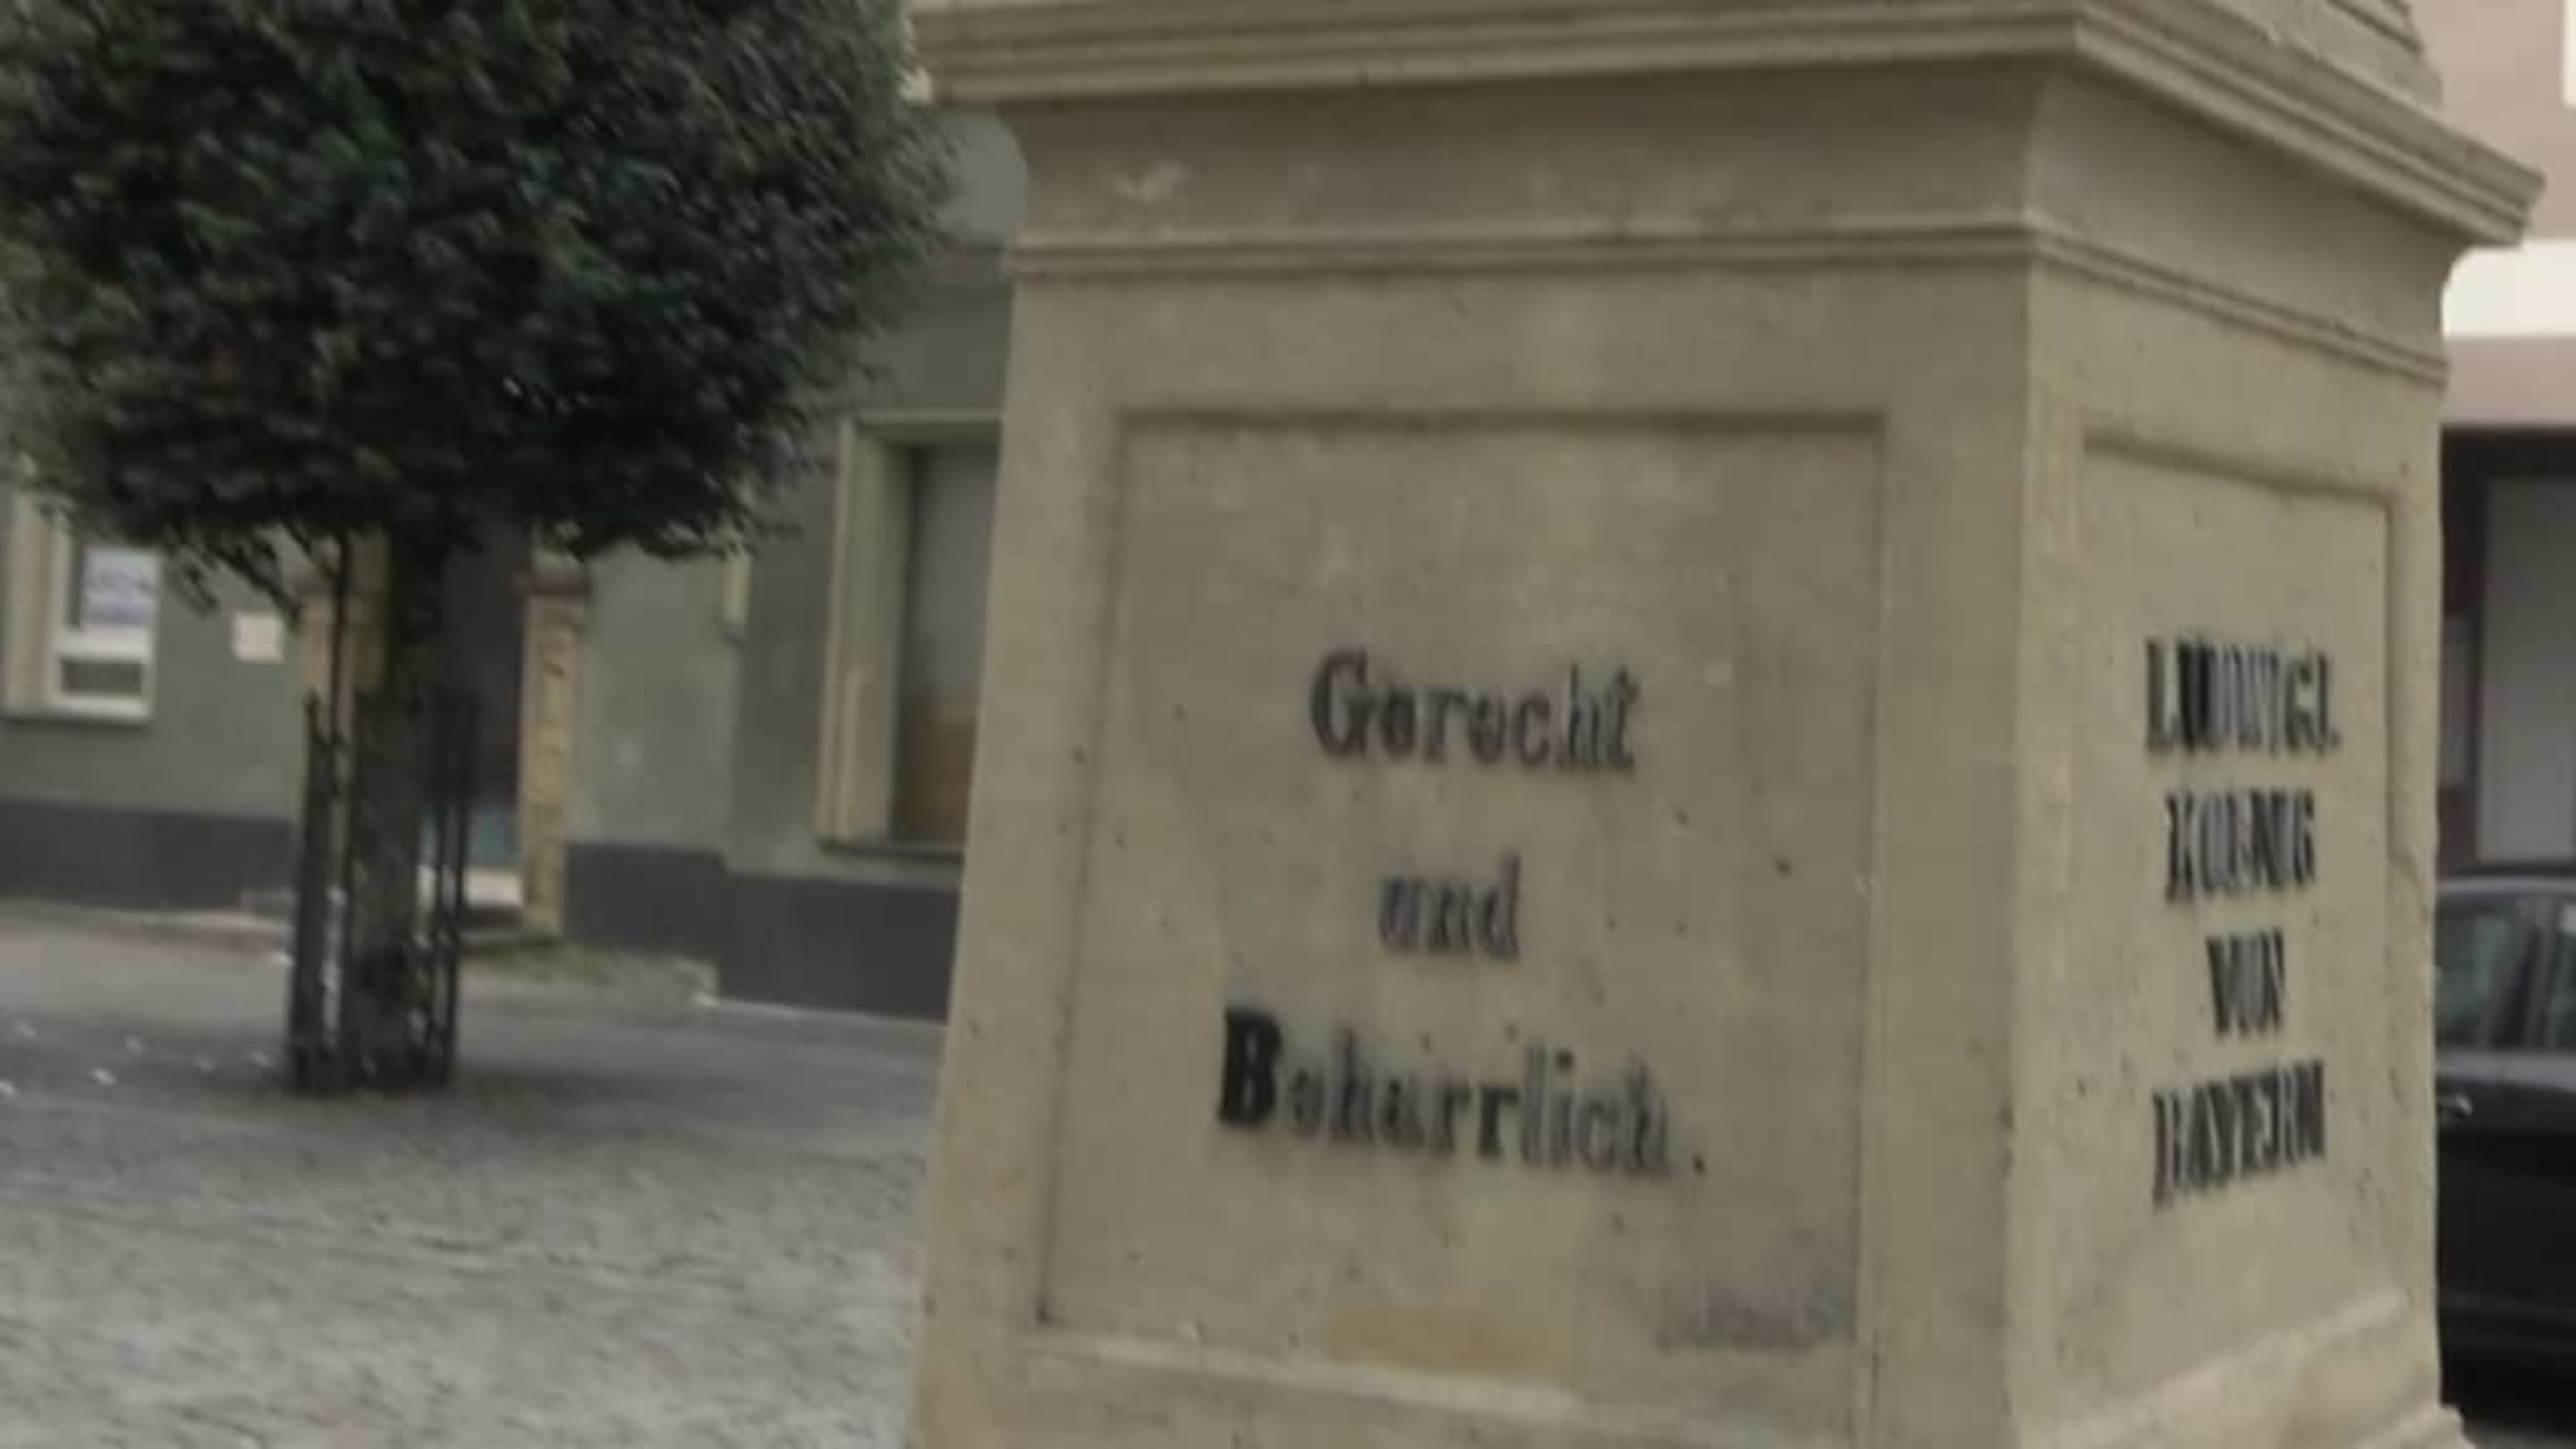 Gerecht
und
Beharrlich.
LUDWIG I.
KOENIG
VON
BAYERN